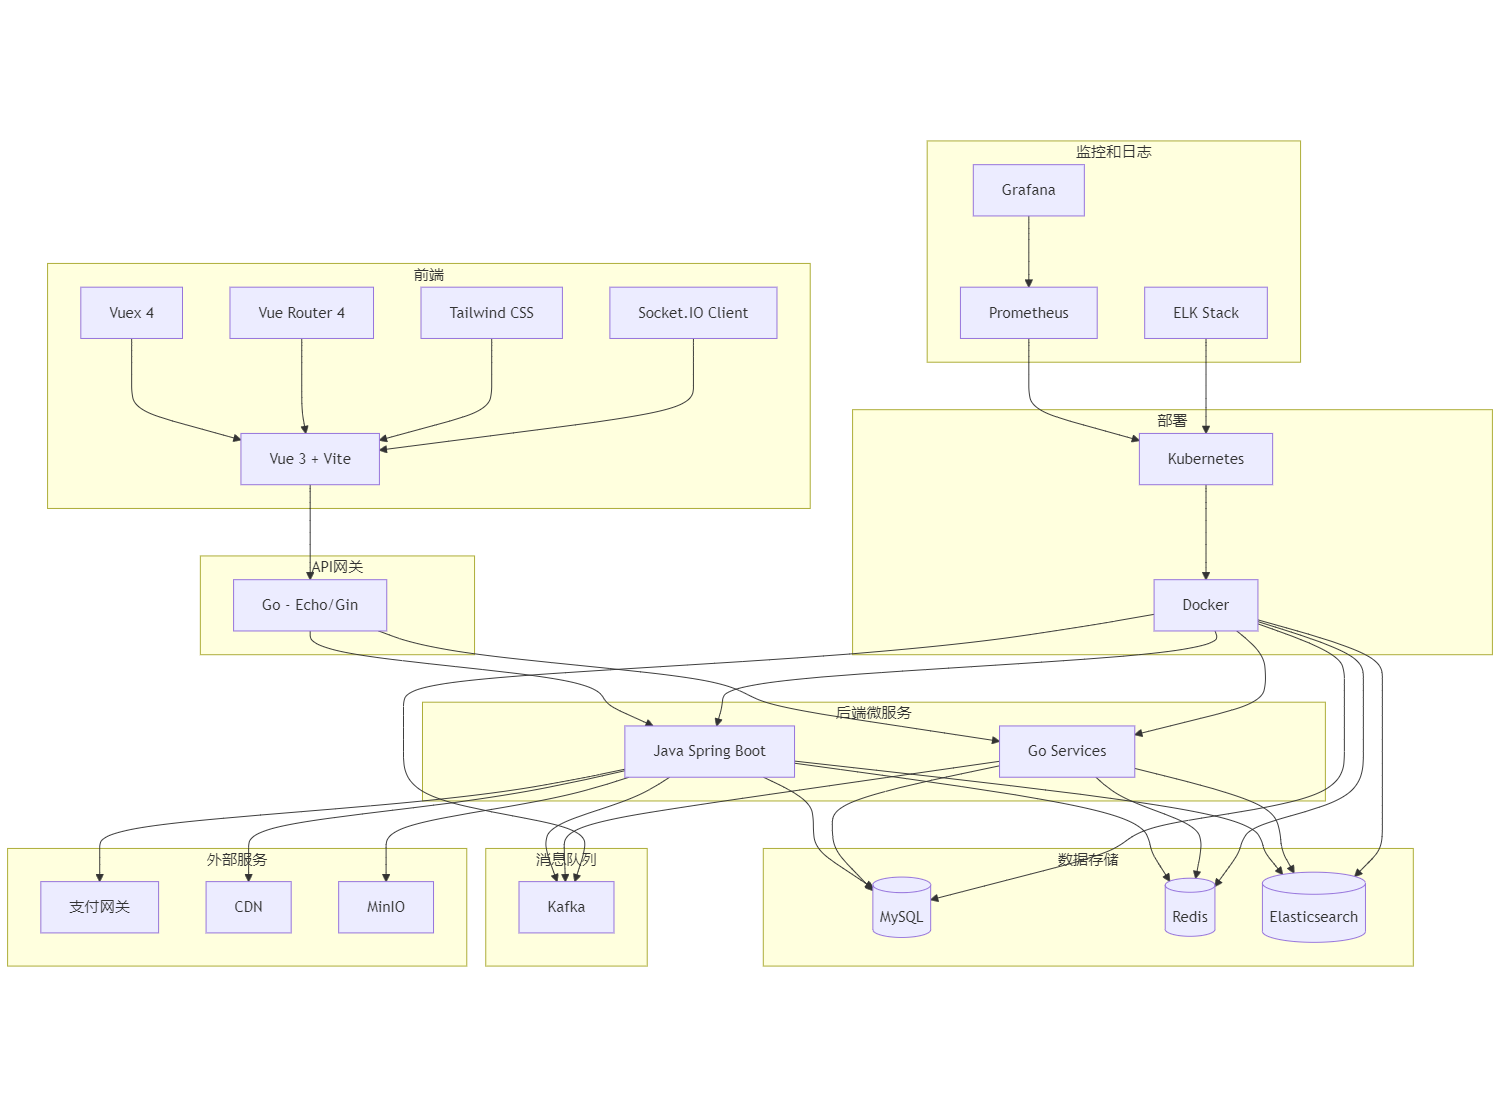 监控和日志
Grafana
前端
Vuex 4
Vue Router 4
Tailwind CSS
Socket.IO Client
Prometheus
ELK Stack
部署
Vue 3 + Vite
Kubernetes
API网关
Go - Echo/Gin
Docker
后端微服务
Java Spring Boot
Go Services
外部服务
消息队列
数据存储
支付网关
CDN
MinIO
Kafka
MySQL
Redis
Elasticsearch